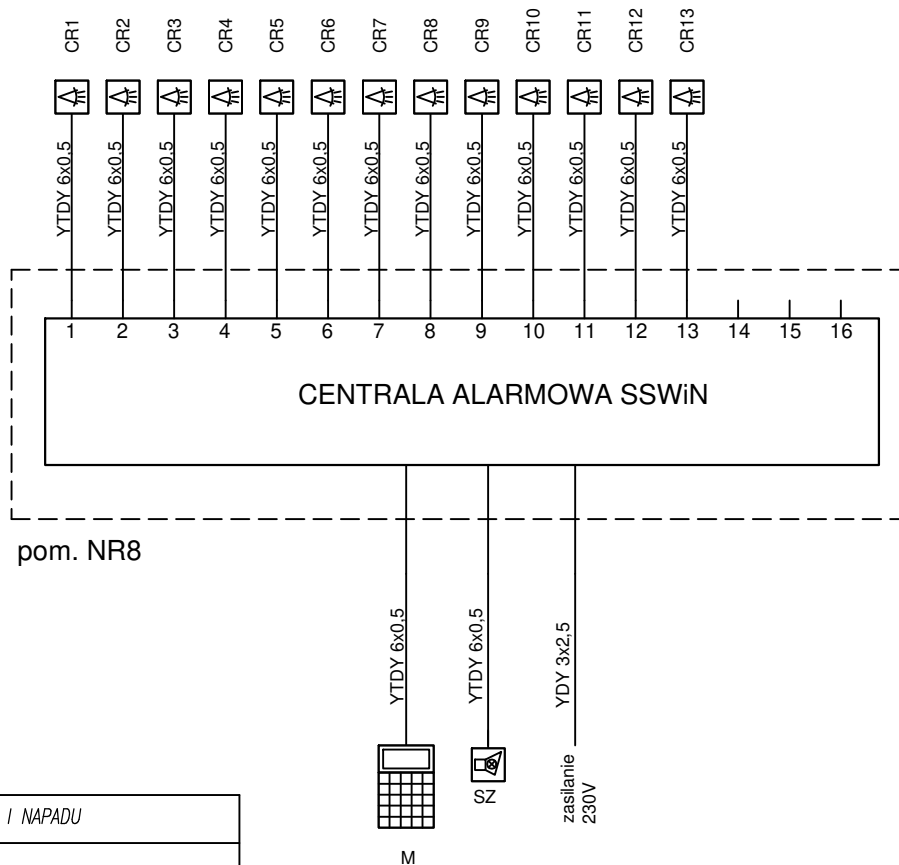 CR1 CR2 CR3 CR4 CR5 CR6 CR7 CR8 CR9 CR10 CR11 CR12 CR13
YTDY 6x0,5 YTDY 6x0,5 YTDY 6x0,5 YTDY 6x0,5 YTDY 6x0,5 YTDY 6x0,5 YTDY 6x0,5 YTDY 6x0,5 YTDY 6x0,5 YTDY 6x0,5 YTDY 6x0,5 YTDY 6x0,5 YTDY 6x0,5
1 2 3 4 5 6 7 8 9 10 11 12 13 14 15 16
CENTRALA ALARMOWA SSWiN
pom. NR8
YTDY 6x0,5 YTDY 6x0,5 YDY 3x2,5
SZ
zasilanie
230V
M
I NAPADU